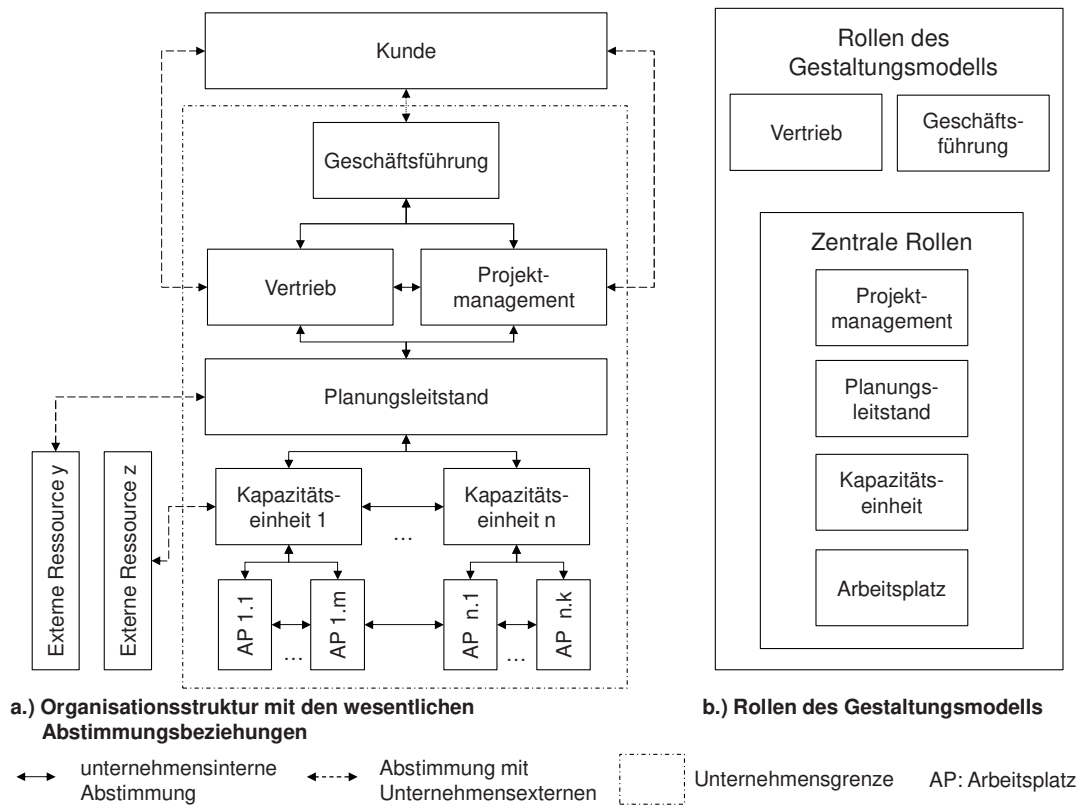 Kunde
Geschäftsführung
Vertrieb
Projekt-
management
Planungsleitstand
Externe Ressource y
Externe Ressource z
Kapazitäts-
einheit 1
...
Kapazitäts-
einheit n
AP 1.1
...
AP 1.m
AP n.1
...
AP n.k
a.) Organisationsstruktur mit den wesentlichen
Abstimmungsbeziehungen
Rollen des
Gestaltungsmodells
Vertrieb
Geschäfts-
führung
Zentrale Rollen
Projekt-
management
Planungs-
leitstand
Kapazitäts-
einheit
Arbeitsplatz
b.) Rollen des Gestaltungsmodells
unternehmensinterne
Abstimmung
Abstimmung mit
Unternehmensexternen
Unternehmensgrenze
AP: Arbeitsplatz